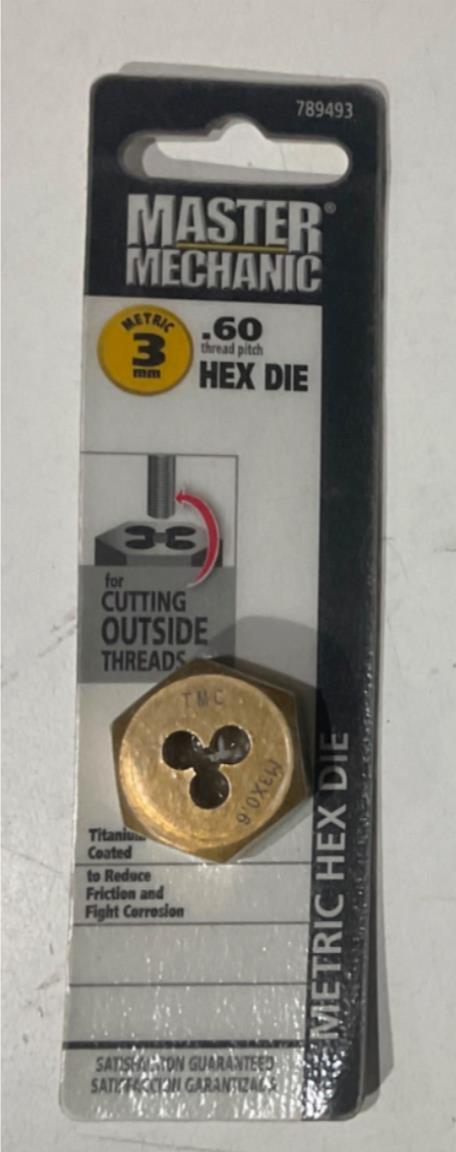 789493
MASTER®
MECHANIC
METRIC
3
mm
.60
thread pitch
HEX DIE
for
CUTTING
OUTSIDE
THREADS
TMC
M3X0.6
Coated
to Reduce
Friction and
Fight Corrosion
METRIC HEX DIE
GUARANTEED